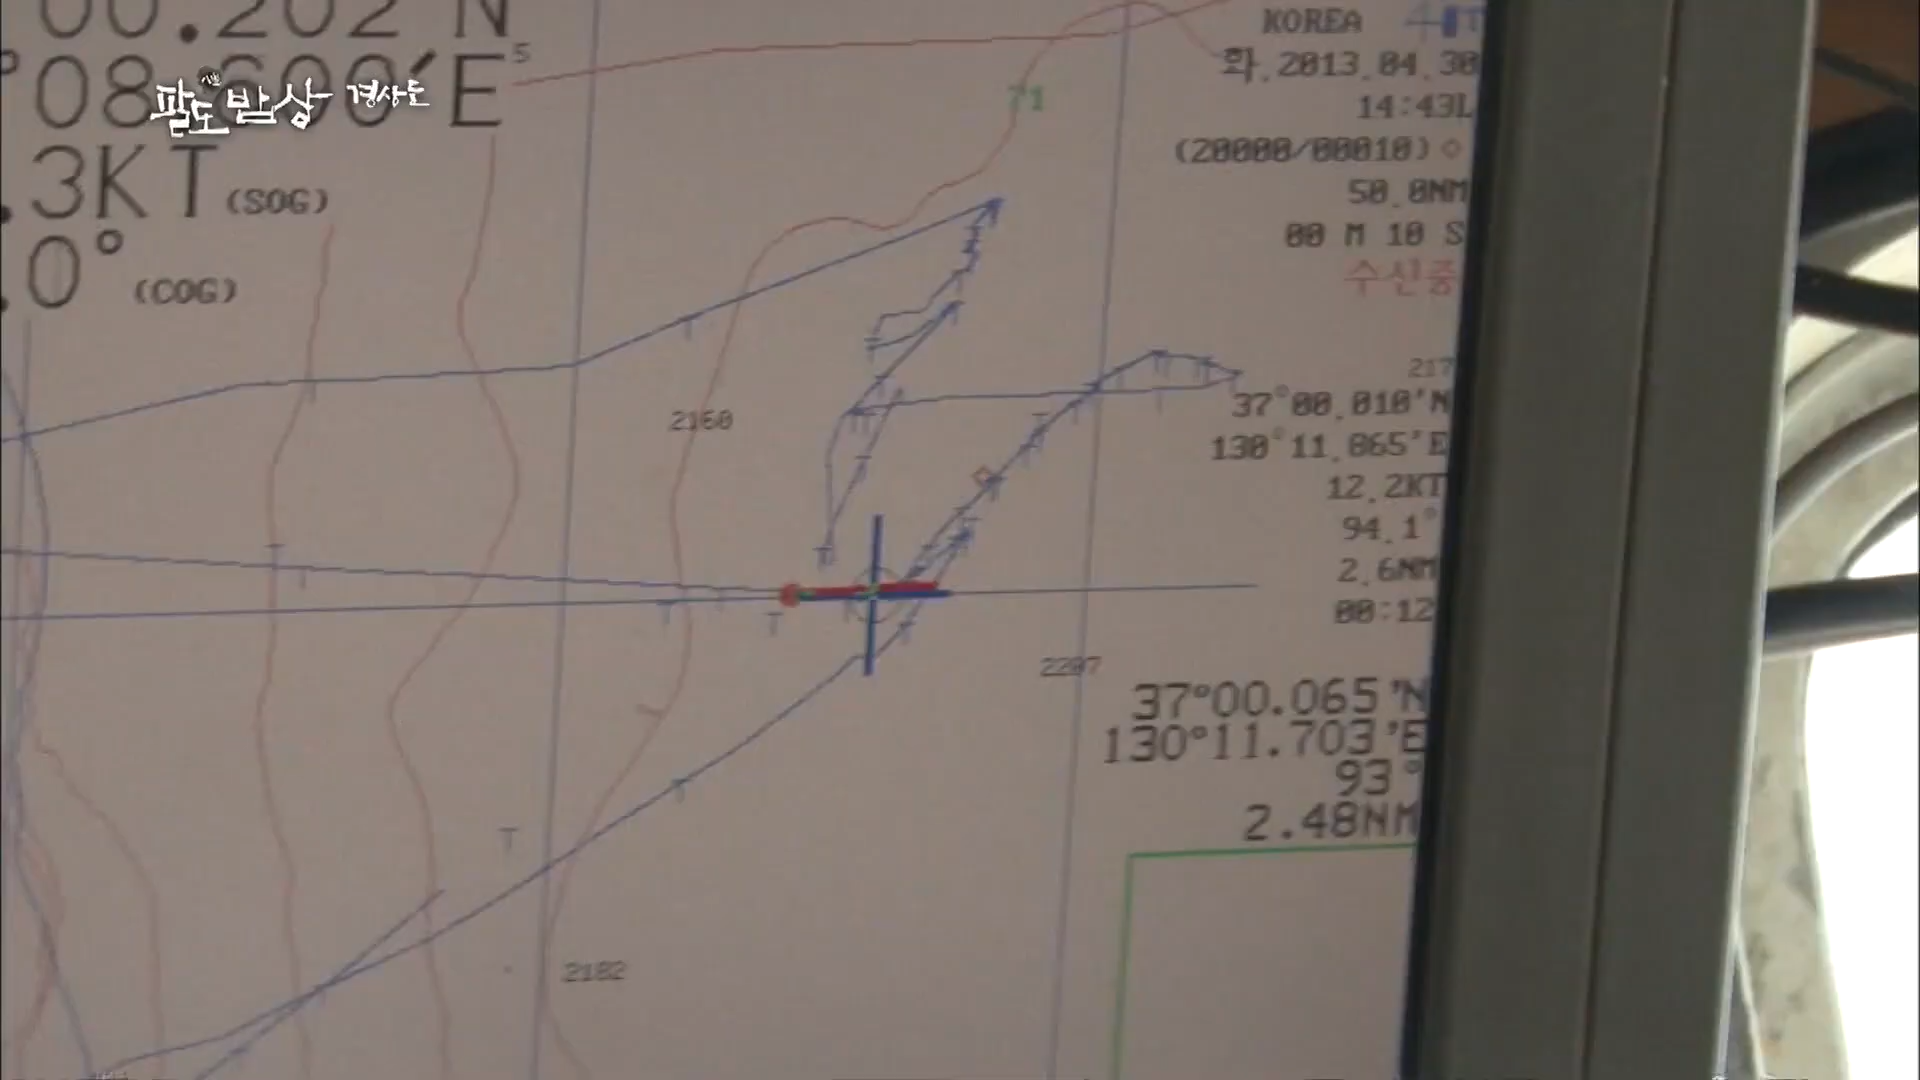 00.202'N
°08.600'E
5
팔도밥상 경상도
.3KT (SOG)
.0° (COG)
KOREA
화.2013.04.30
14:43L
(20000/00010)◇
50.0NM
00 M 10 S
수신중
71
2160
217
37°00.010'N
130°11.865'E
12.2KT
94.1°
2.6NM
00:12
2207
37°00.065'N
130°11.703'E
93°
2.48NM
2182